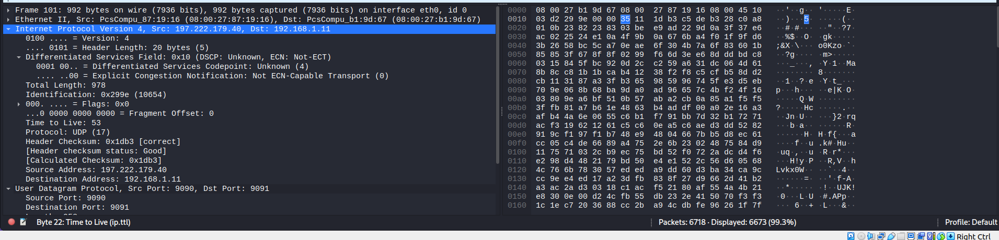 Frame 101: 992 bytes on wire (7936 bits), 992 bytes captured (7936 bits) on interface eth0, id 0
Ethernet II, Src: PcsCompu_87:19:16 (08:00:27:87:19:16), Dst: PcsCompu_b1:9d:67 (08:00:27:b1:9d:67)
Internet Protocol Version 4, Src: 197.222.179.40, Dst: 192.168.1.11
0100 .... = Version: 4
.... 0101 = Header Length: 20 bytes (5)
Differentiated Services Field: 0x10 (DSCP: Unknown, ECN: Not-ECT)
0001 00.. = Differentiated Services Codepoint: Unknown (4)
.... ..00 = Explicit Congestion Notification: Not ECN-Capable Transport (0)
Total Length: 978
Identification: 0x299e (10654)
000. .... = Flags: 0x0
...0 0000 0000 0000 = Fragment Offset: 0
Time to Live: 53
Protocol: UDP (17)
Header Checksum: 0x1db3 [correct]
[Header checksum status: Good]
[Calculated Checksum: 0x1db3]
Source Address: 197.222.179.40
Destination Address: 192.168.1.11
User Datagram Protocol, Src Port: 9090, Dst Port: 9091
Source Port: 9090
Destination Port: 9091
0000 08 00 27 b1 9d 67 08 00 27 87 19 16 08 00 45 10 ··'··g·· '·····E·
0010 03 d2 29 9e 00 00 35 11 1d b3 c5 de b3 28 c0 a8 ··)···5· ·····(··
0020 01 0b 23 82 23 83 03 be e9 ad 22 9d 0a 3f 37 e6 ··#·#··· ··"··?7·
0030 ac 02 25 24 e1 0a 4f 9b 0a 67 6b a4 f0 1f 9f d6 ··%$··O· ·gk·····
0040 3b 26 58 bc 5c a7 0e ae 6f 30 4b 7a 6f 83 60 1b ;&X·\··· o0Kzo·`·
0050 85 85 3f 67 8f 8f 02 99 f6 6d 3e e6 8d dd bd c8 ··?g···· ·m>·····
0060 03 15 84 5f bc 92 0d 2c c2 59 a6 31 dc 06 4d 61 ···_···, ·Y·1··Ma
0070 8b 8c c8 1b 1b ca b4 12 38 f2 f8 c5 cf b5 8d d2 ········ 8·······
0080 cb 11 31 87 a3 3f b3 65 98 59 96 74 5f e3 d5 eb ··1··?·e ·Y·t_···
0090 70 9e 06 8b 68 ba 9d a0 ad 96 65 7c 4b f2 4f 16 p···h··· ··e|K·O·
00a0 03 80 9e a6 bf 51 0b 57 ab a2 cb 0a 85 a1 f5 f5 ·····Q·W ········
00b0 3f fb 81 a7 b6 1e 48 63 b4 ad df 00 a0 2e 16 a3 ?·····Hc ·····.··
00c0 af b4 4a 6e 06 55 c6 b1 f7 91 bb 7d 32 b1 72 71 ··Jn·U·· ···}2·rq
00d0 ac f3 19 62 12 61 c5 c6 0e a5 c6 ae d3 dd 52 82 ···b·a·· ······R·
00e0 91 9c f1 97 f1 b7 48 e9 48 04 66 7b b5 d8 ec 61 ······H· H·f{···a
00f0 cc 05 c4 de 66 89 a4 75 2e 6b 23 02 48 75 84 d9 ····f··u .k#·Hu··
0100 11 75 71 03 2c b9 ec 75 bd 52 f0 72 2a dc d4 f6 ·uq·,··u ·R·r*···
0110 e2 98 d4 48 21 79 bd 50 e4 e1 52 2c 56 d6 05 68 ···H!y·P ··R,V··h
0120 4c 76 6b 78 30 57 ed ed a9 dd 60 d3 ba 34 ca 9c Lvkx0W·· ··`··4··
0130 cc 9e e4 ed 17 a2 3d fb 83 8f 27 d9 66 2d 41 b2 ······=· ··'·f-A·
0140 a3 ac 2a d3 03 18 c1 ac f5 21 80 af 55 4a 4b 21 ··*····· ·!··UJK!
0150 e8 30 0e 00 d2 4c fb 55 db 23 2e 41 50 70 f3 f3 ·0···L·U ·#.APp··
0160 1c 1e c7 20 36 88 cc 2b a9 4c db fe 96 26 1f 7f ··· 6··+ ·L···&··
Byte 22: Time to Live (ip.ttl)
Packets: 6718 · Displayed: 6673 (99.3%)
Profile: Default
Right Ctrl